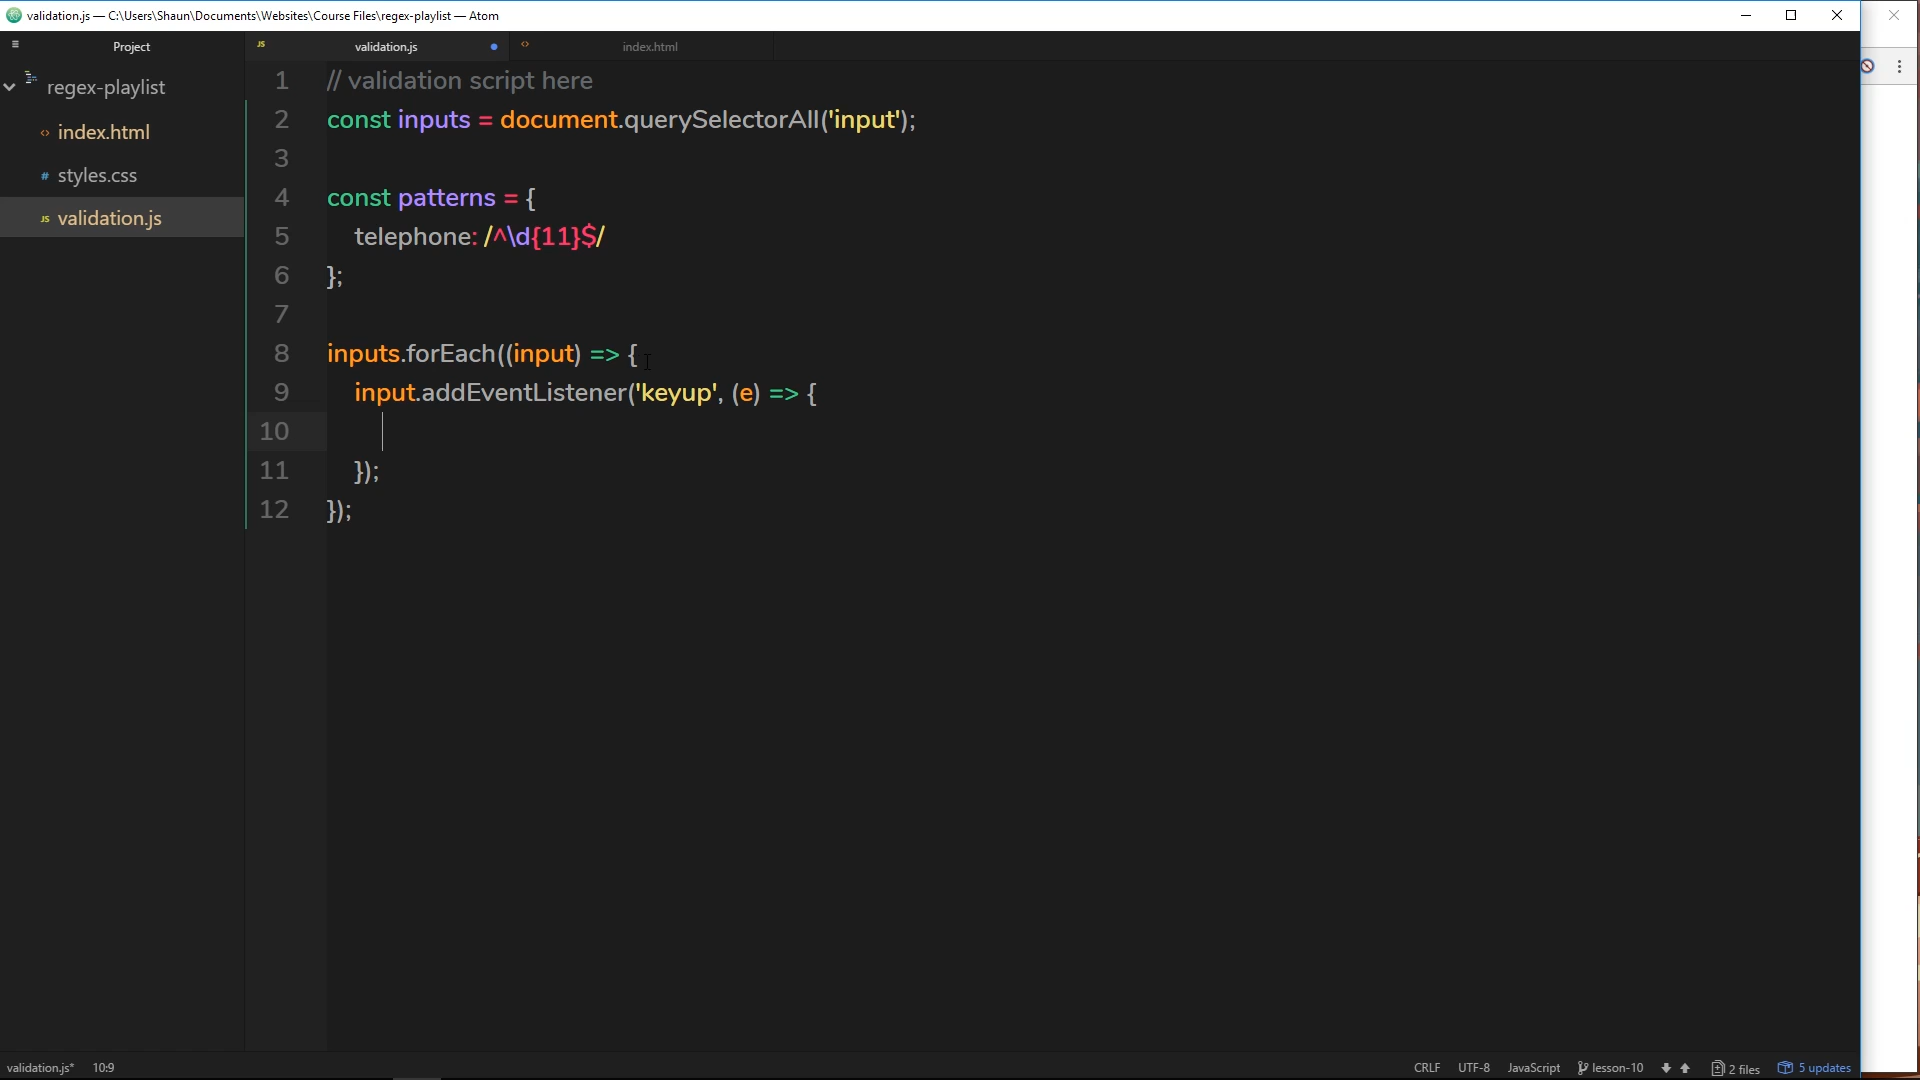 validation.js — C:\Users\Shaun\Documents\Websites\Course Files\regex-playlist — Atom
Project
validation.js
index.html
regex-playlist
index.html
styles.css
validation.js
1 // validation script here
2 const inputs = document.querySelectorAll('input');
3
4 const patterns = {
5 telephone: /^\d{11}$/
6 };
7
8 inputs.forEach((input) => {
9 input.addEventListener('keyup', (e) => {
10
11 });
12 });
validation.js* 10:9 CRLF UTF-8 JavaScript lesson-10 2 files 5 updates